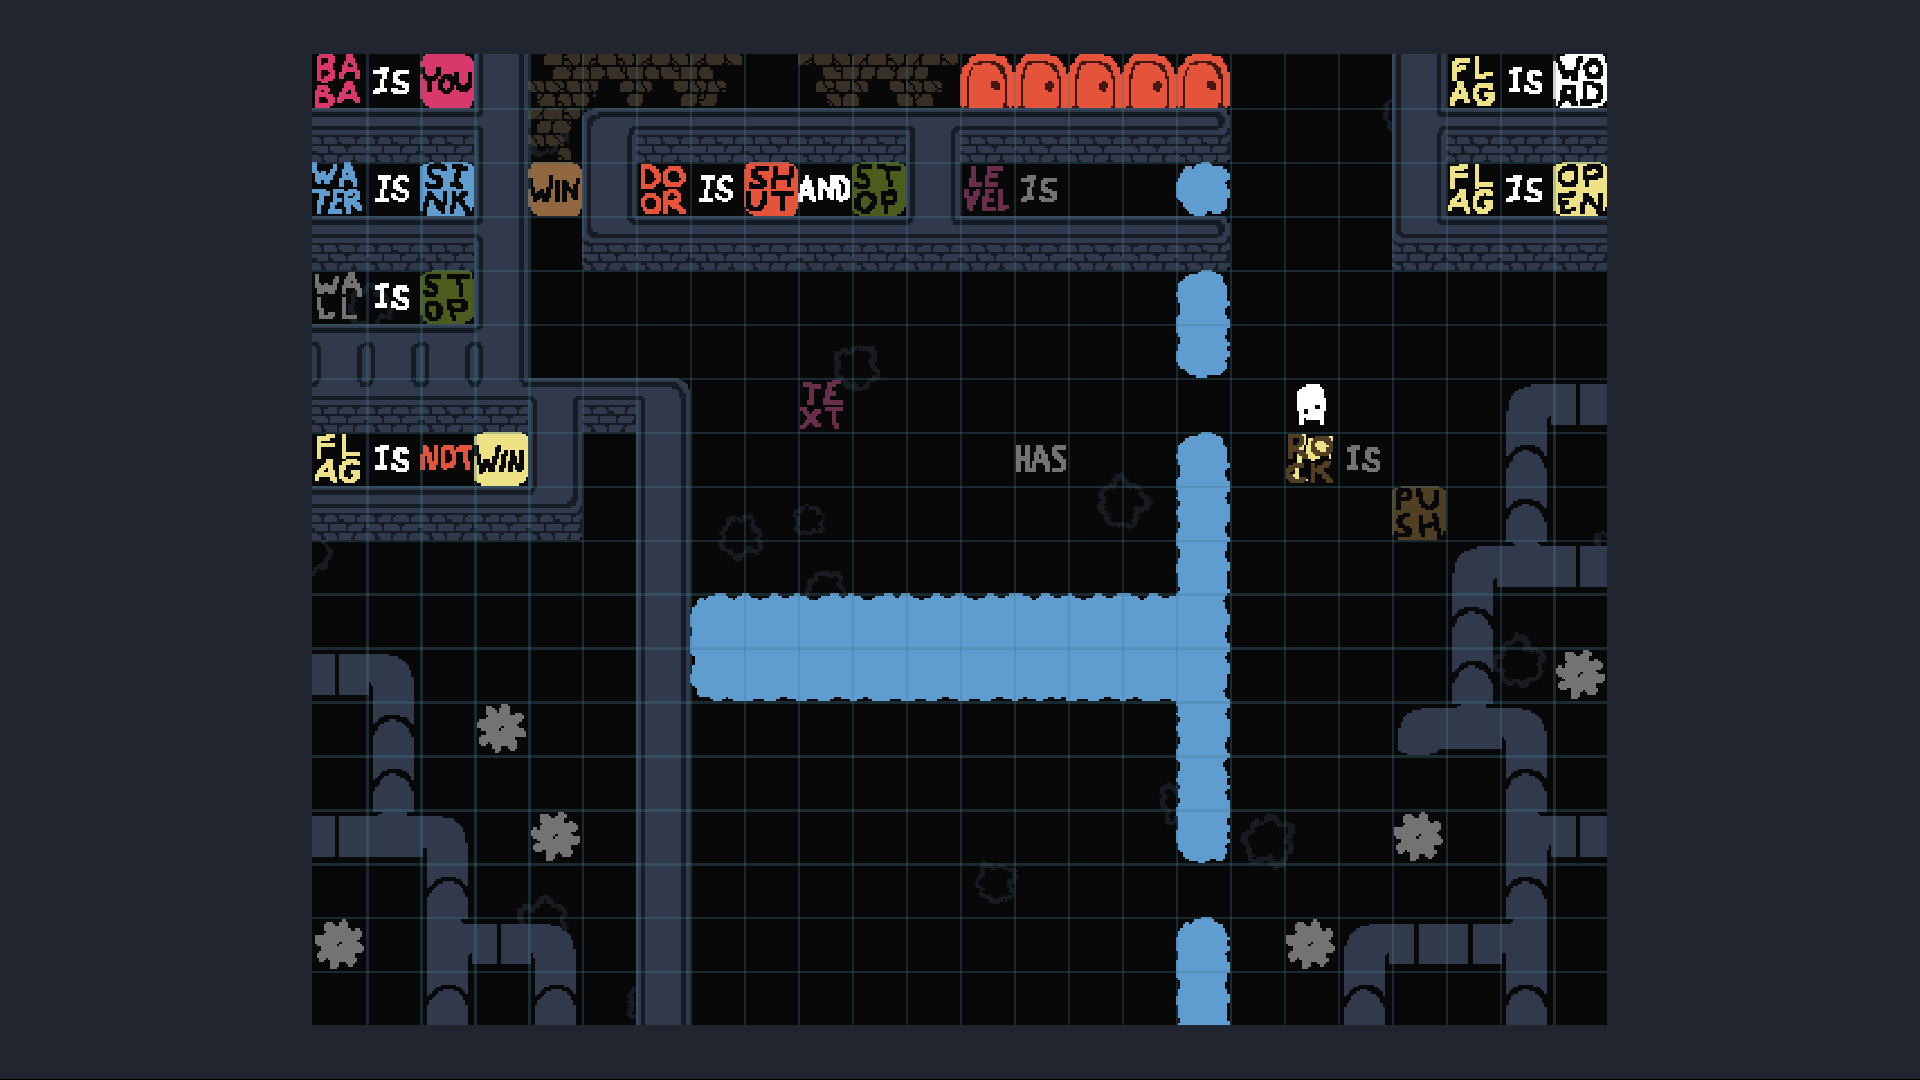 BABA IS YOU
FLAG IS WORD
WATER IS SINK
WIN
DOOR IS SHUT AND STOP
LEVEL IS
FLAG IS OPEN
WALL IS STOP
TEXT
FLAG IS NOT WIN
HAS
ROCK IS
PUSH